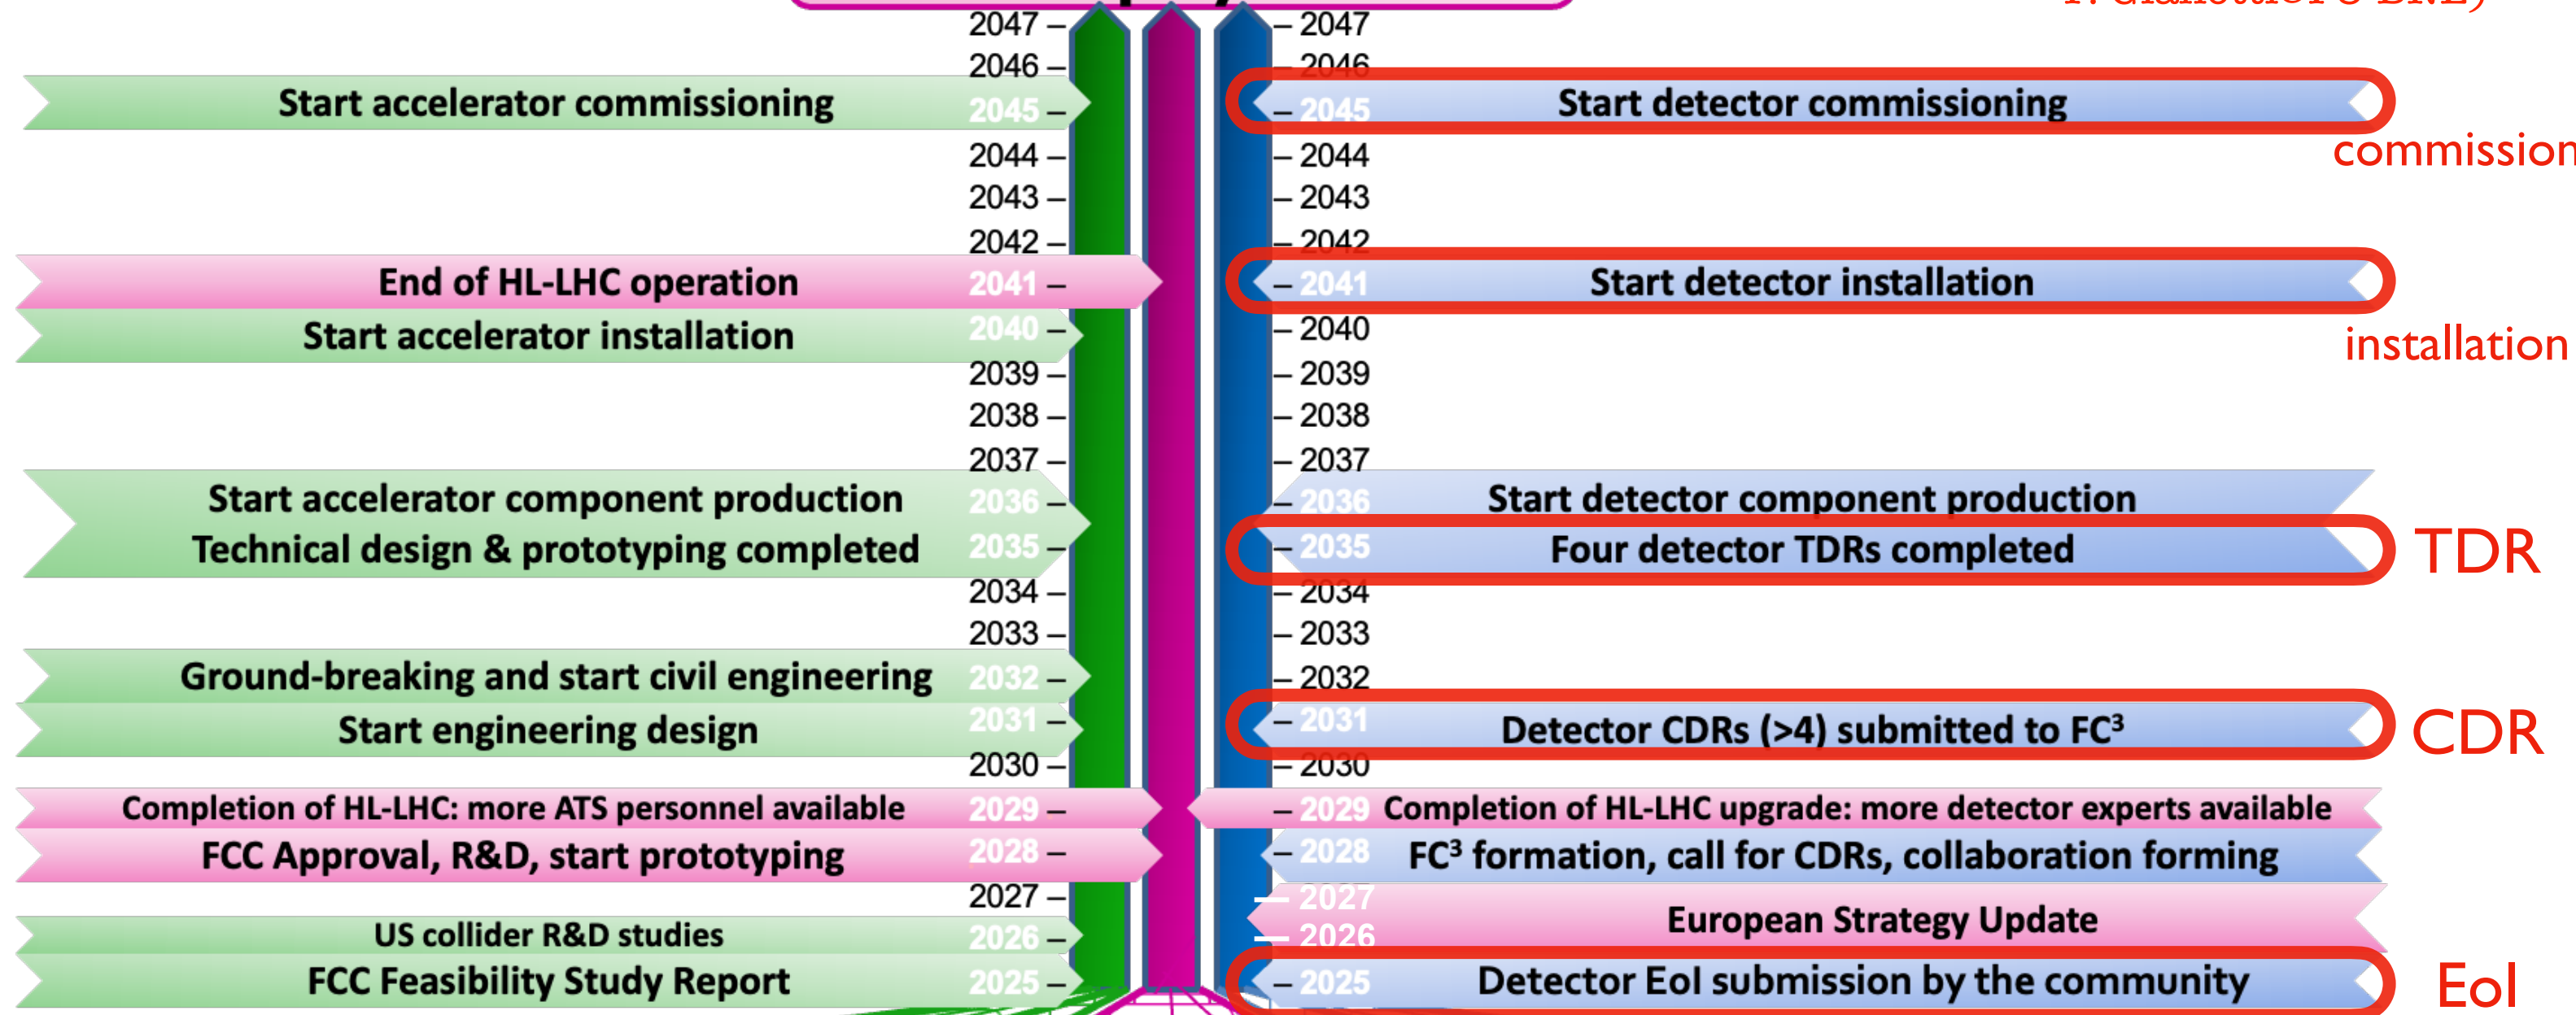 2047 – – 2047
2046 – – 2046
Start accelerator commissioning 2045 – – 2045 Start detector commissioning
2044 – – 2044 commission
2043 – – 2043
2042 – – 2042
End of HL-LHC operation 2041 – – 2041 Start detector installation
Start accelerator installation 2040 – – 2040 installation
2039 – – 2039
2038 – – 2038
2037 – – 2037
Start accelerator component production 2036 – – 2036 Start detector component production
Technical design & prototyping completed 2035 – – 2035 Four detector TDRs completed TDR
2034 – – 2034
2033 – – 2033
Ground-breaking and start civil engineering 2032 – – 2032
Start engineering design 2031 – – 2031 Detector CDRs (>4) submitted to FC³ CDR
2030 – – 2030
Completion of HL-LHC: more ATS personnel available 2029 – – 2029 Completion of HL-LHC upgrade: more detector experts available
FCC Approval, R&D, start prototyping 2028 – – 2028 FC³ formation, call for CDRs, collaboration forming
2027 – — 2027
European Strategy Update
US collider R&D studies 2026 – — 2026
FCC Feasibility Study Report 2025 – – 2025 Detector EoI submission by the community EoI